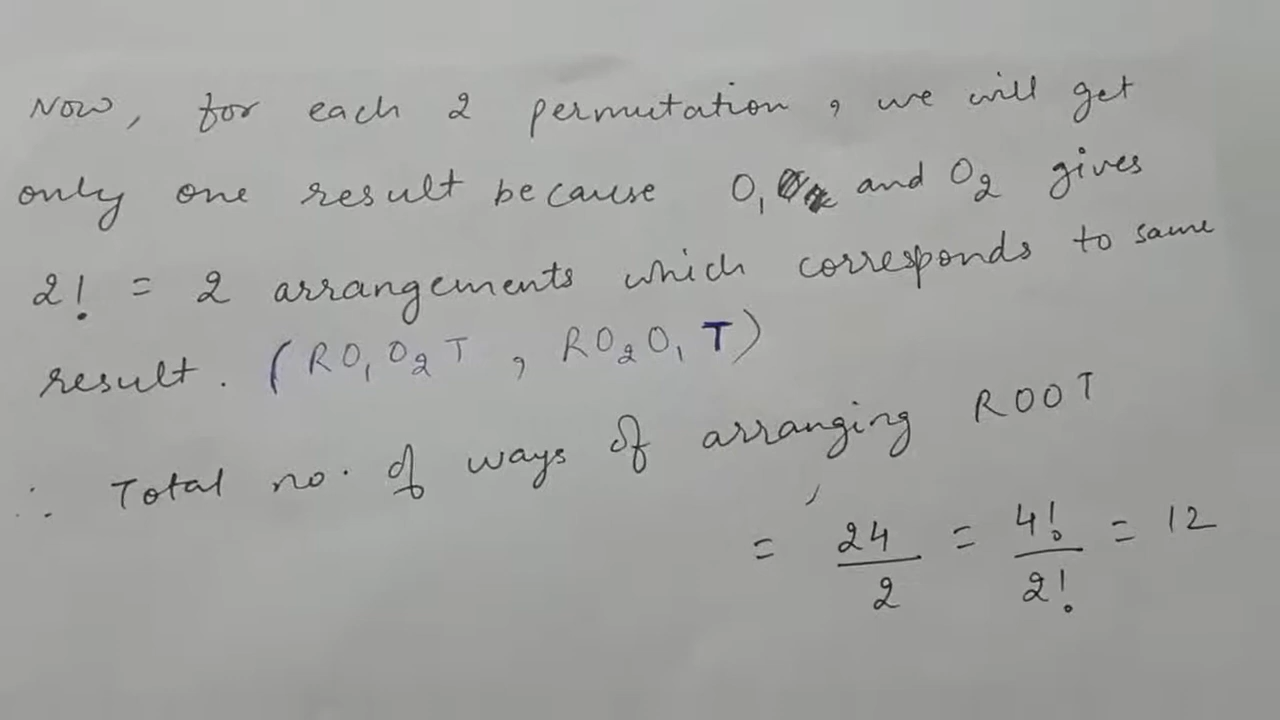 Now, for each 2 permutation, we will get
only one result because O₁ and O₂ gives
2! = 2 arrangements which corresponds to same
result. (RO₁O₂T, RO₂O₁T)
∴ Total no. of ways of arranging ROOT
= 24/2 = 4!/2! = 12